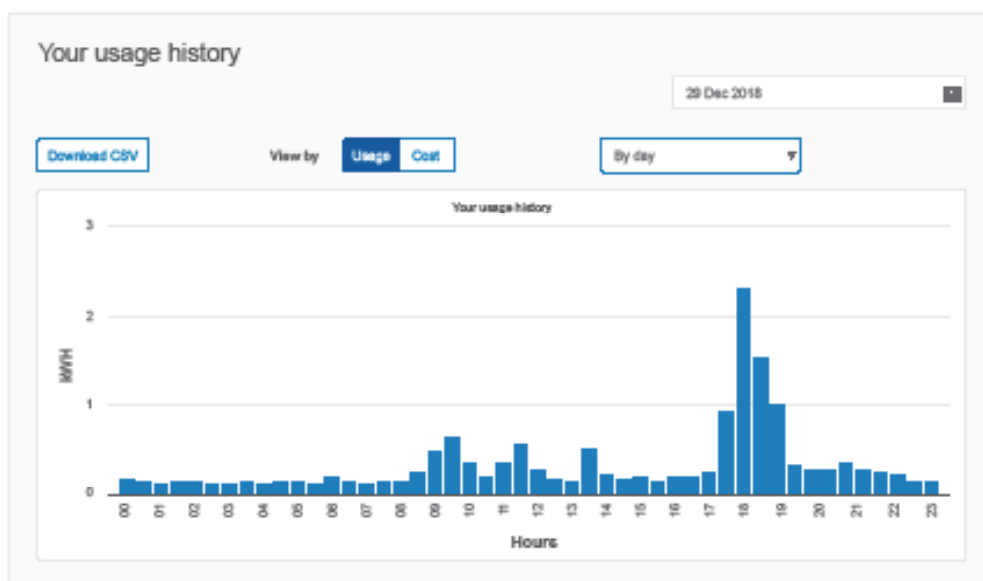 Your usage history
29 Dec 2018
Download CSV
View by
Usage
Cost
By day
Your usage history
3
2
1
0
kWH
00 01 02 03 04 05 06 07 08 09 10 11 12 13 14 15 16 17 18 19 20 21 22 23
Hours